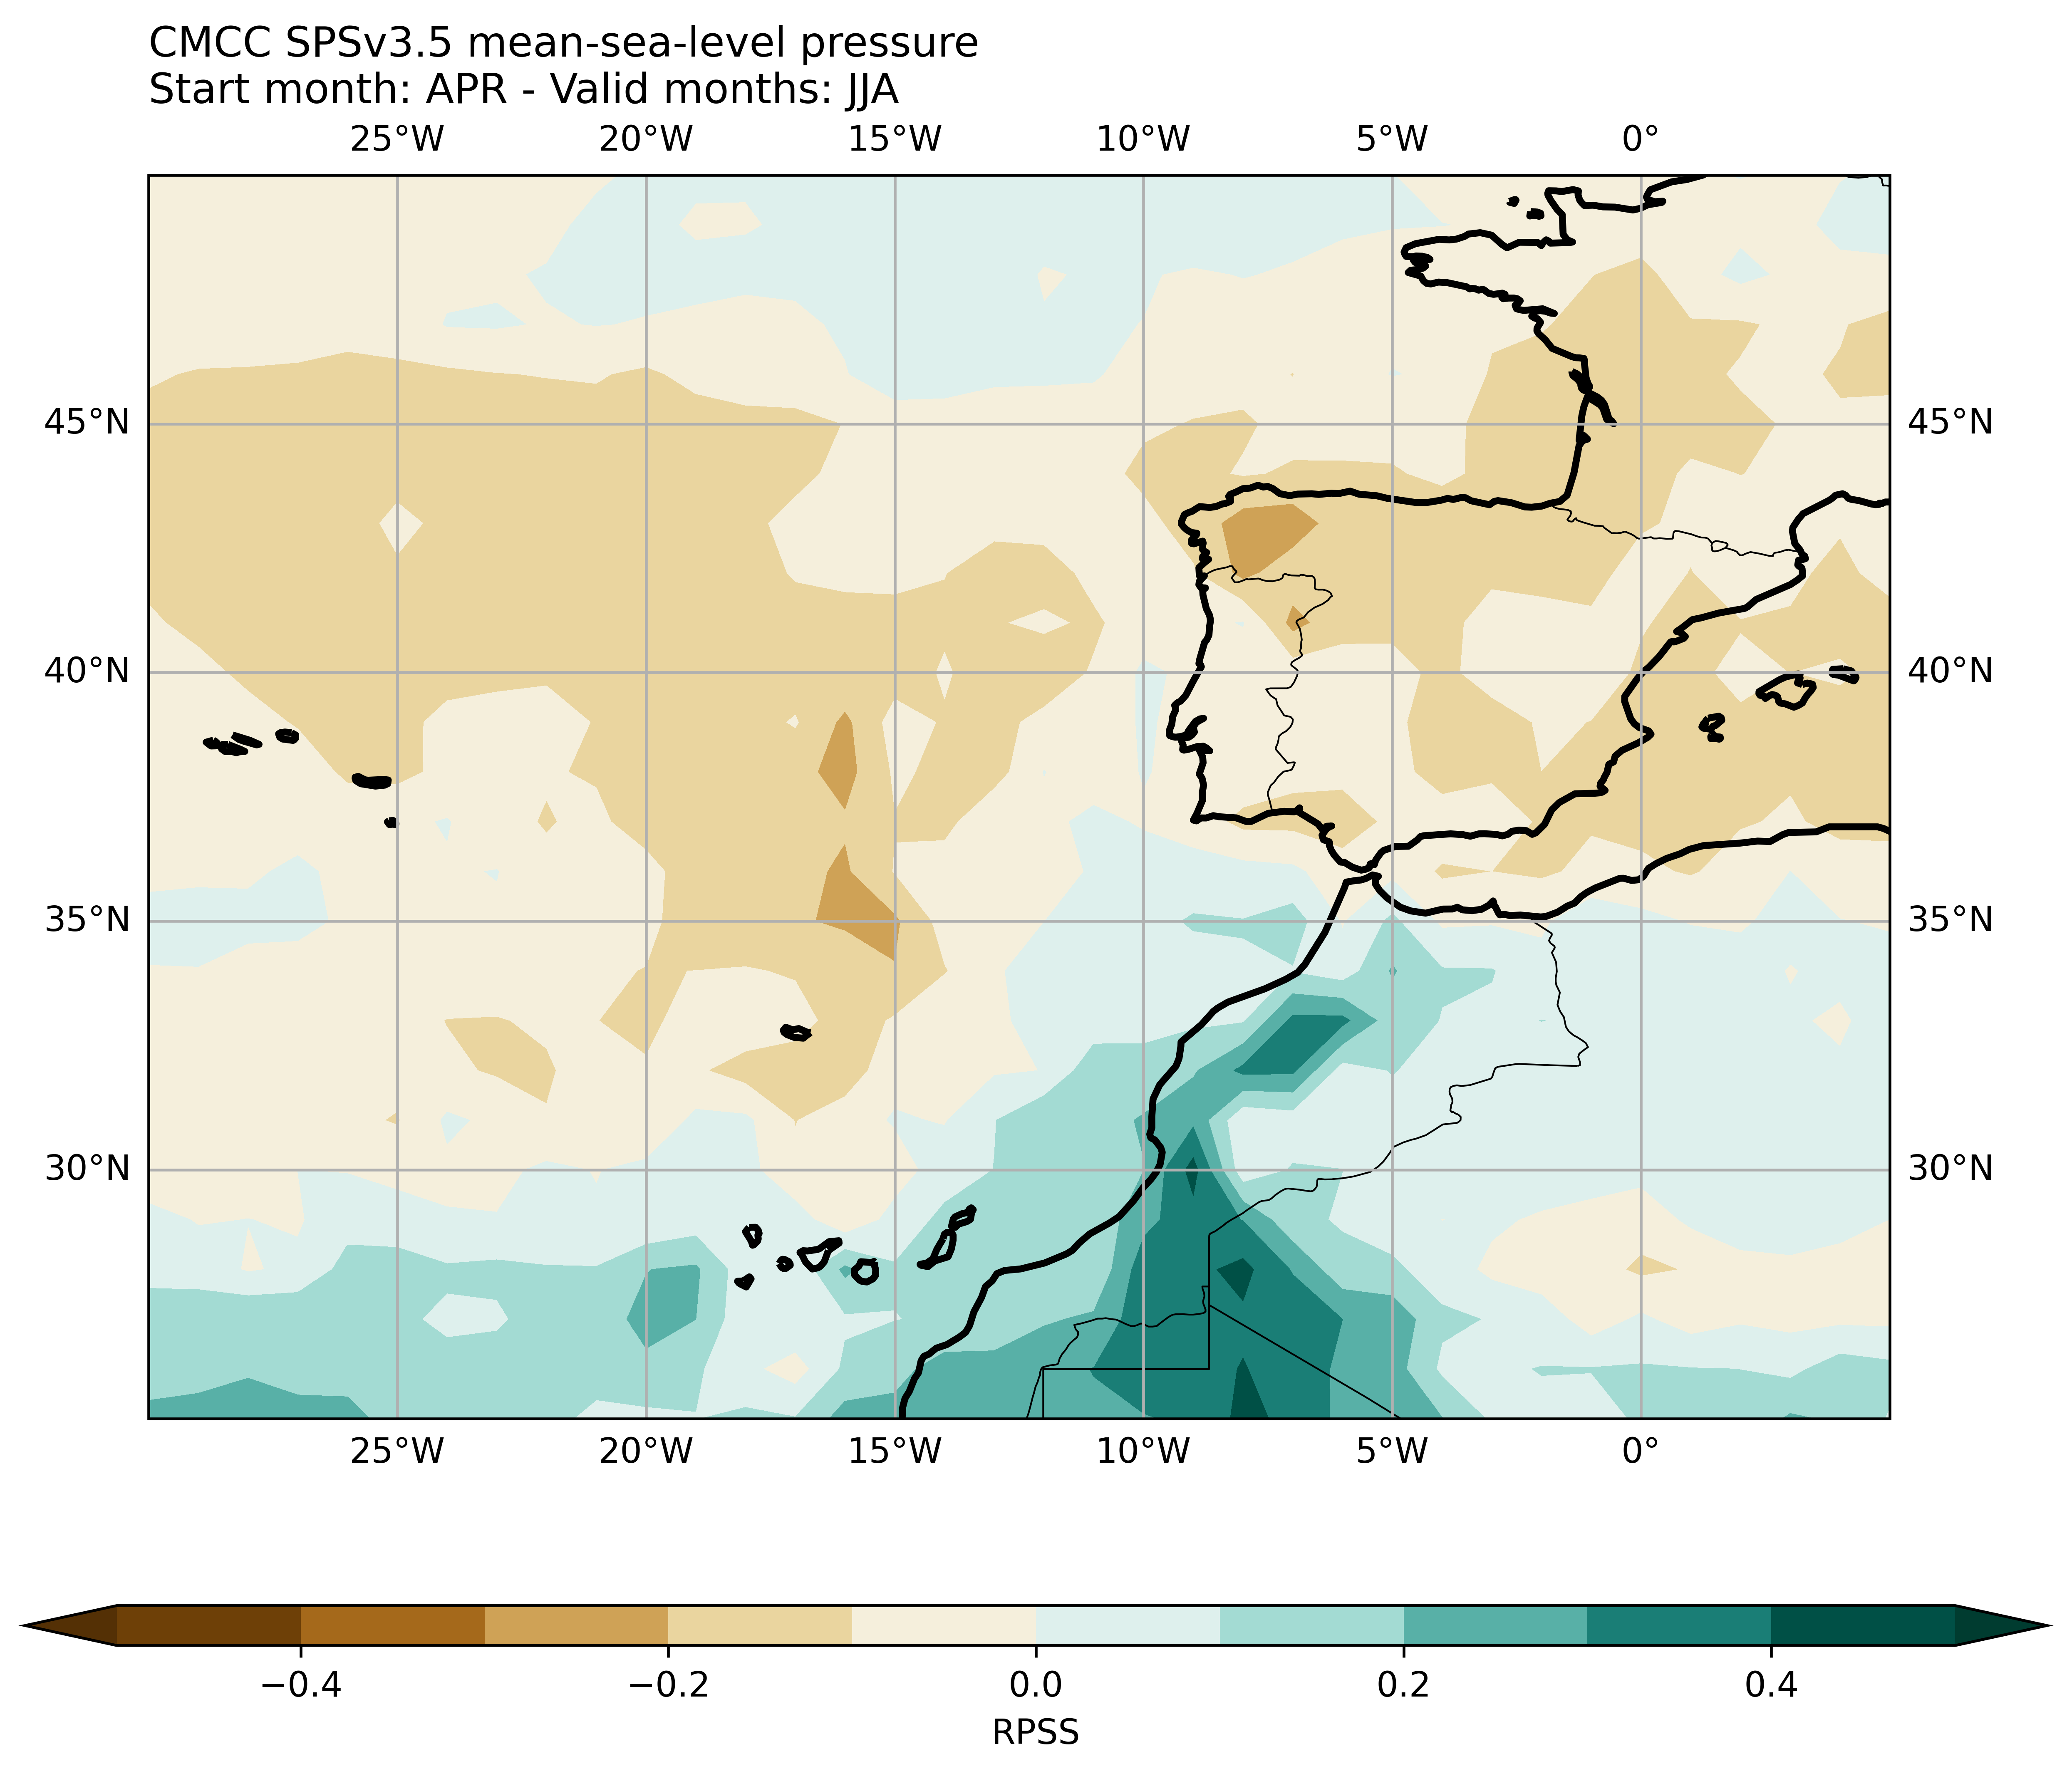 CMCC SPSv3.5 mean-sea-level pressure
Start month: APR - Valid months: JJA
25°W 20°W 15°W 10°W 5°W 0°
45°N 45°N
40°N 40°N
35°N 35°N
30°N 30°N
25°W 20°W 15°W 10°W 5°W 0°
−0.4 −0.2 0.0 0.2 0.4
RPSS